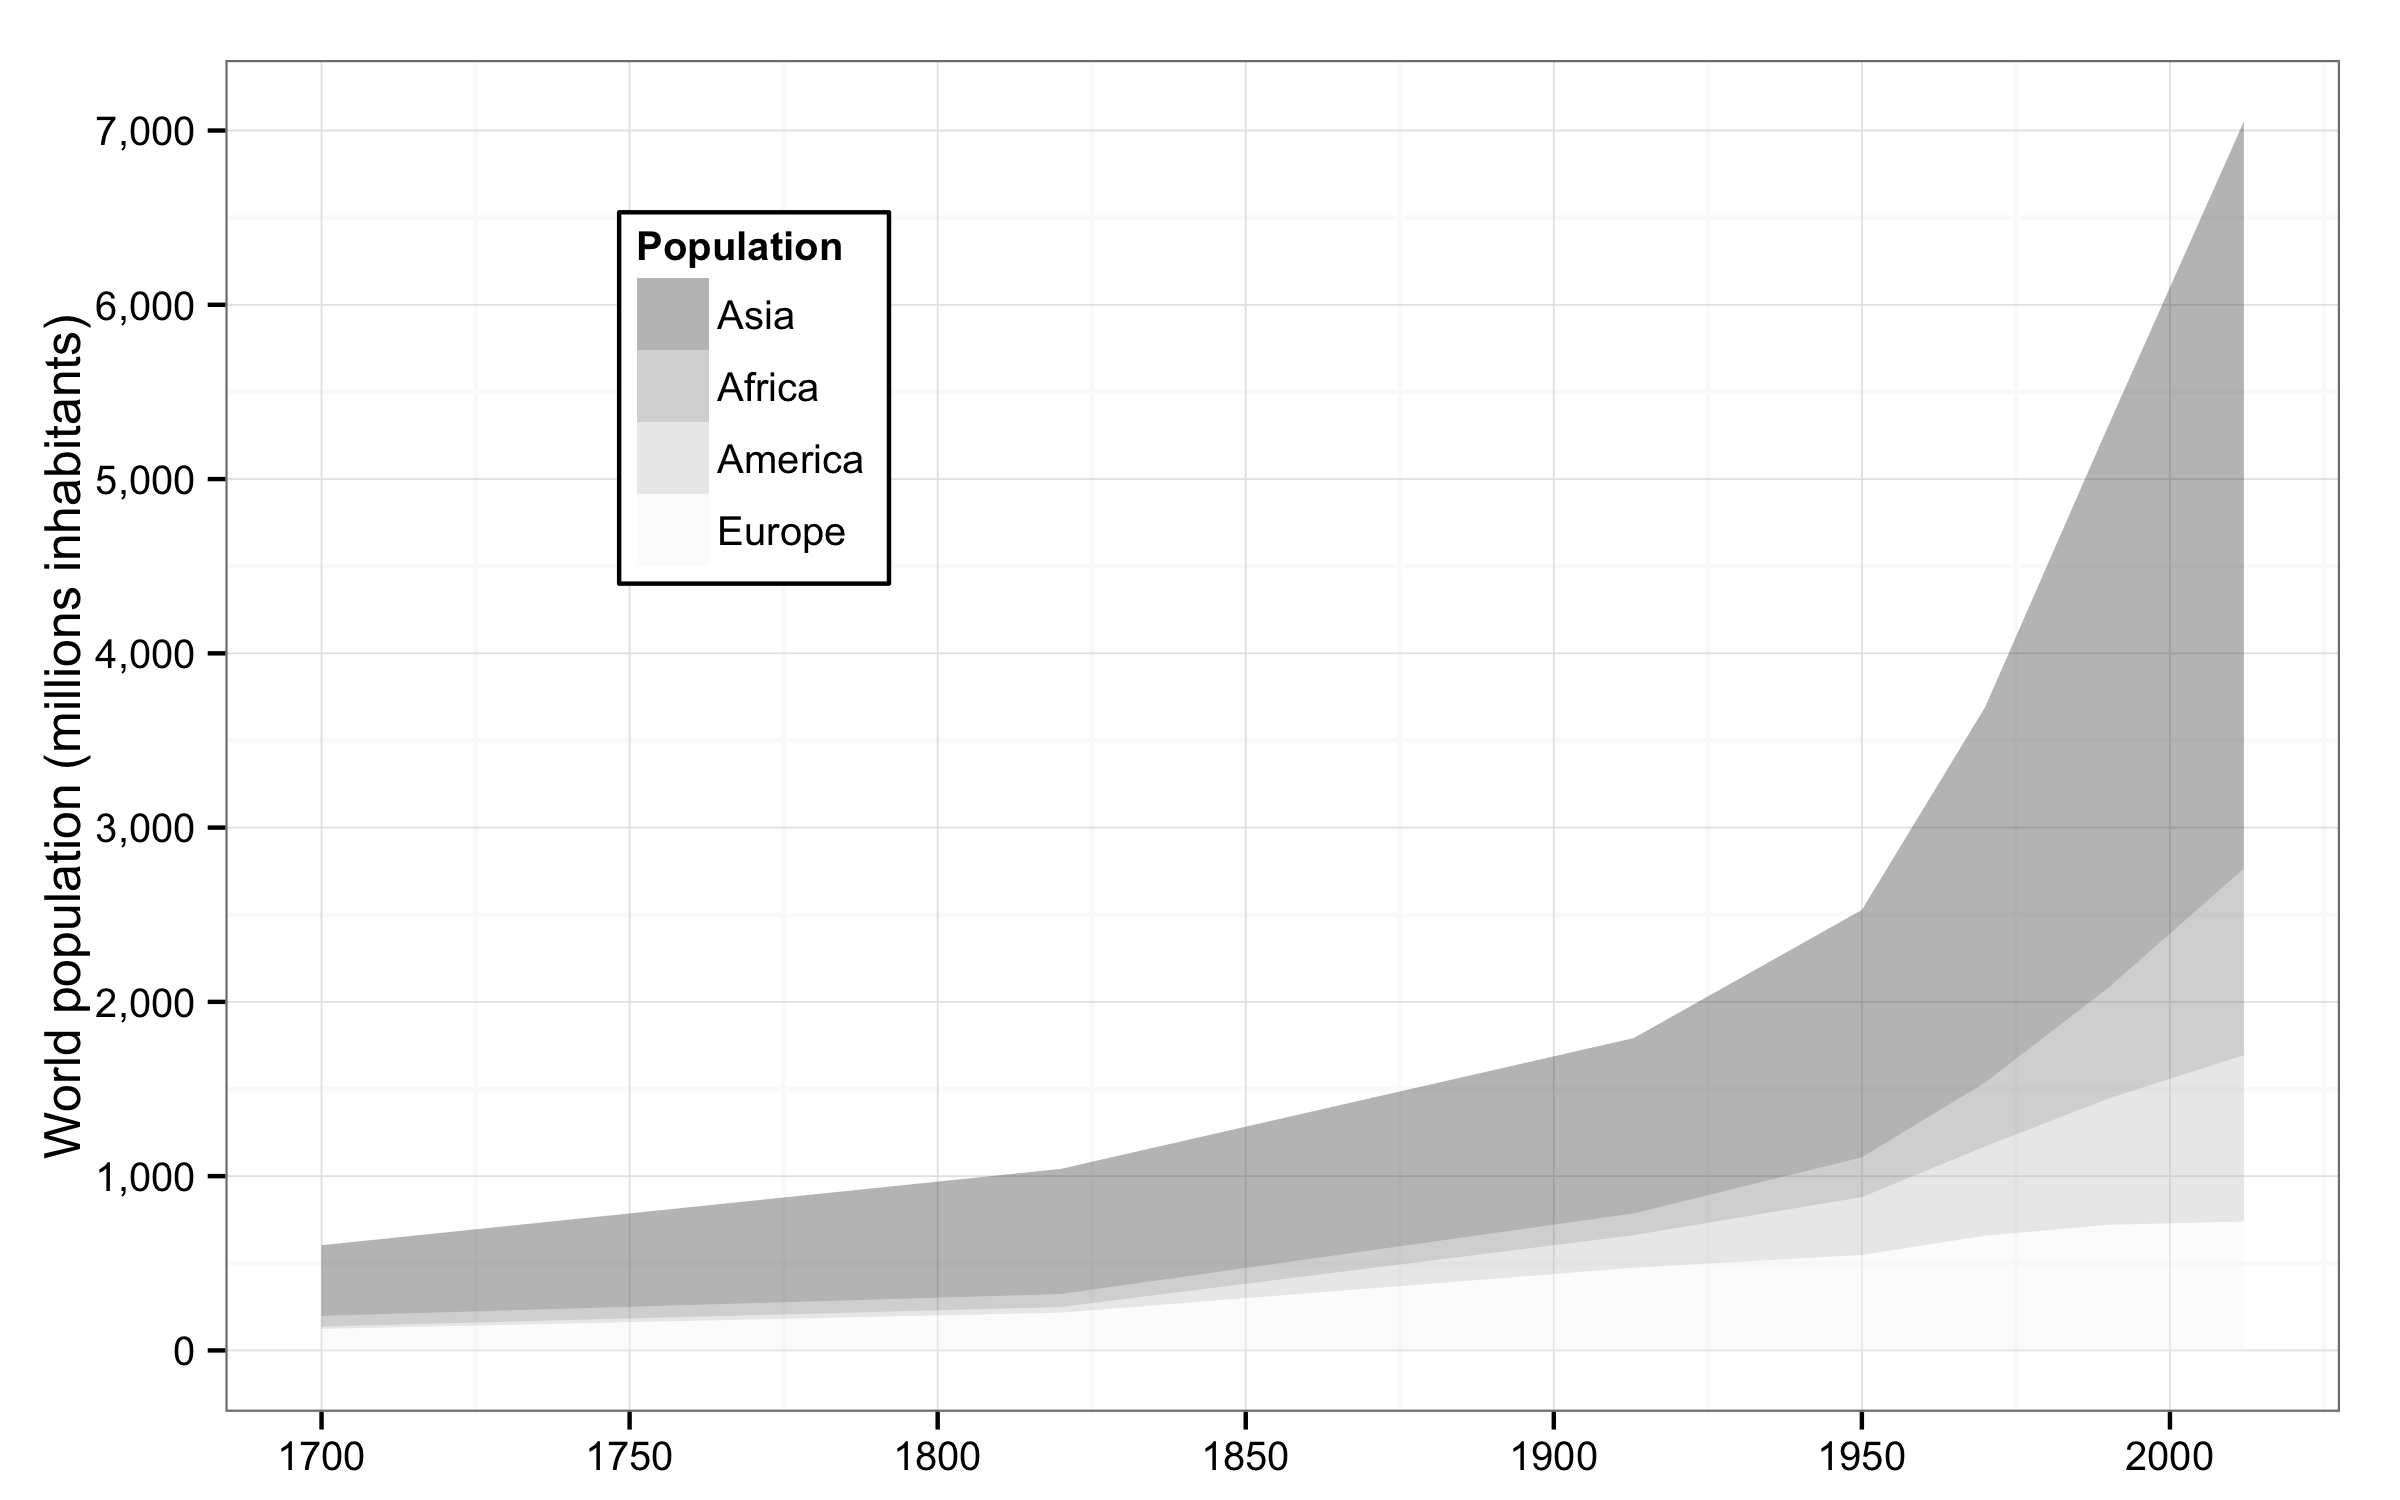 World population (millions inhabitants)
7,000
6,000
5,000
4,000
3,000
2,000
1,000
0
Population
Asia
Africa
America
Europe
1700 1750 1800 1850 1900 1950 2000